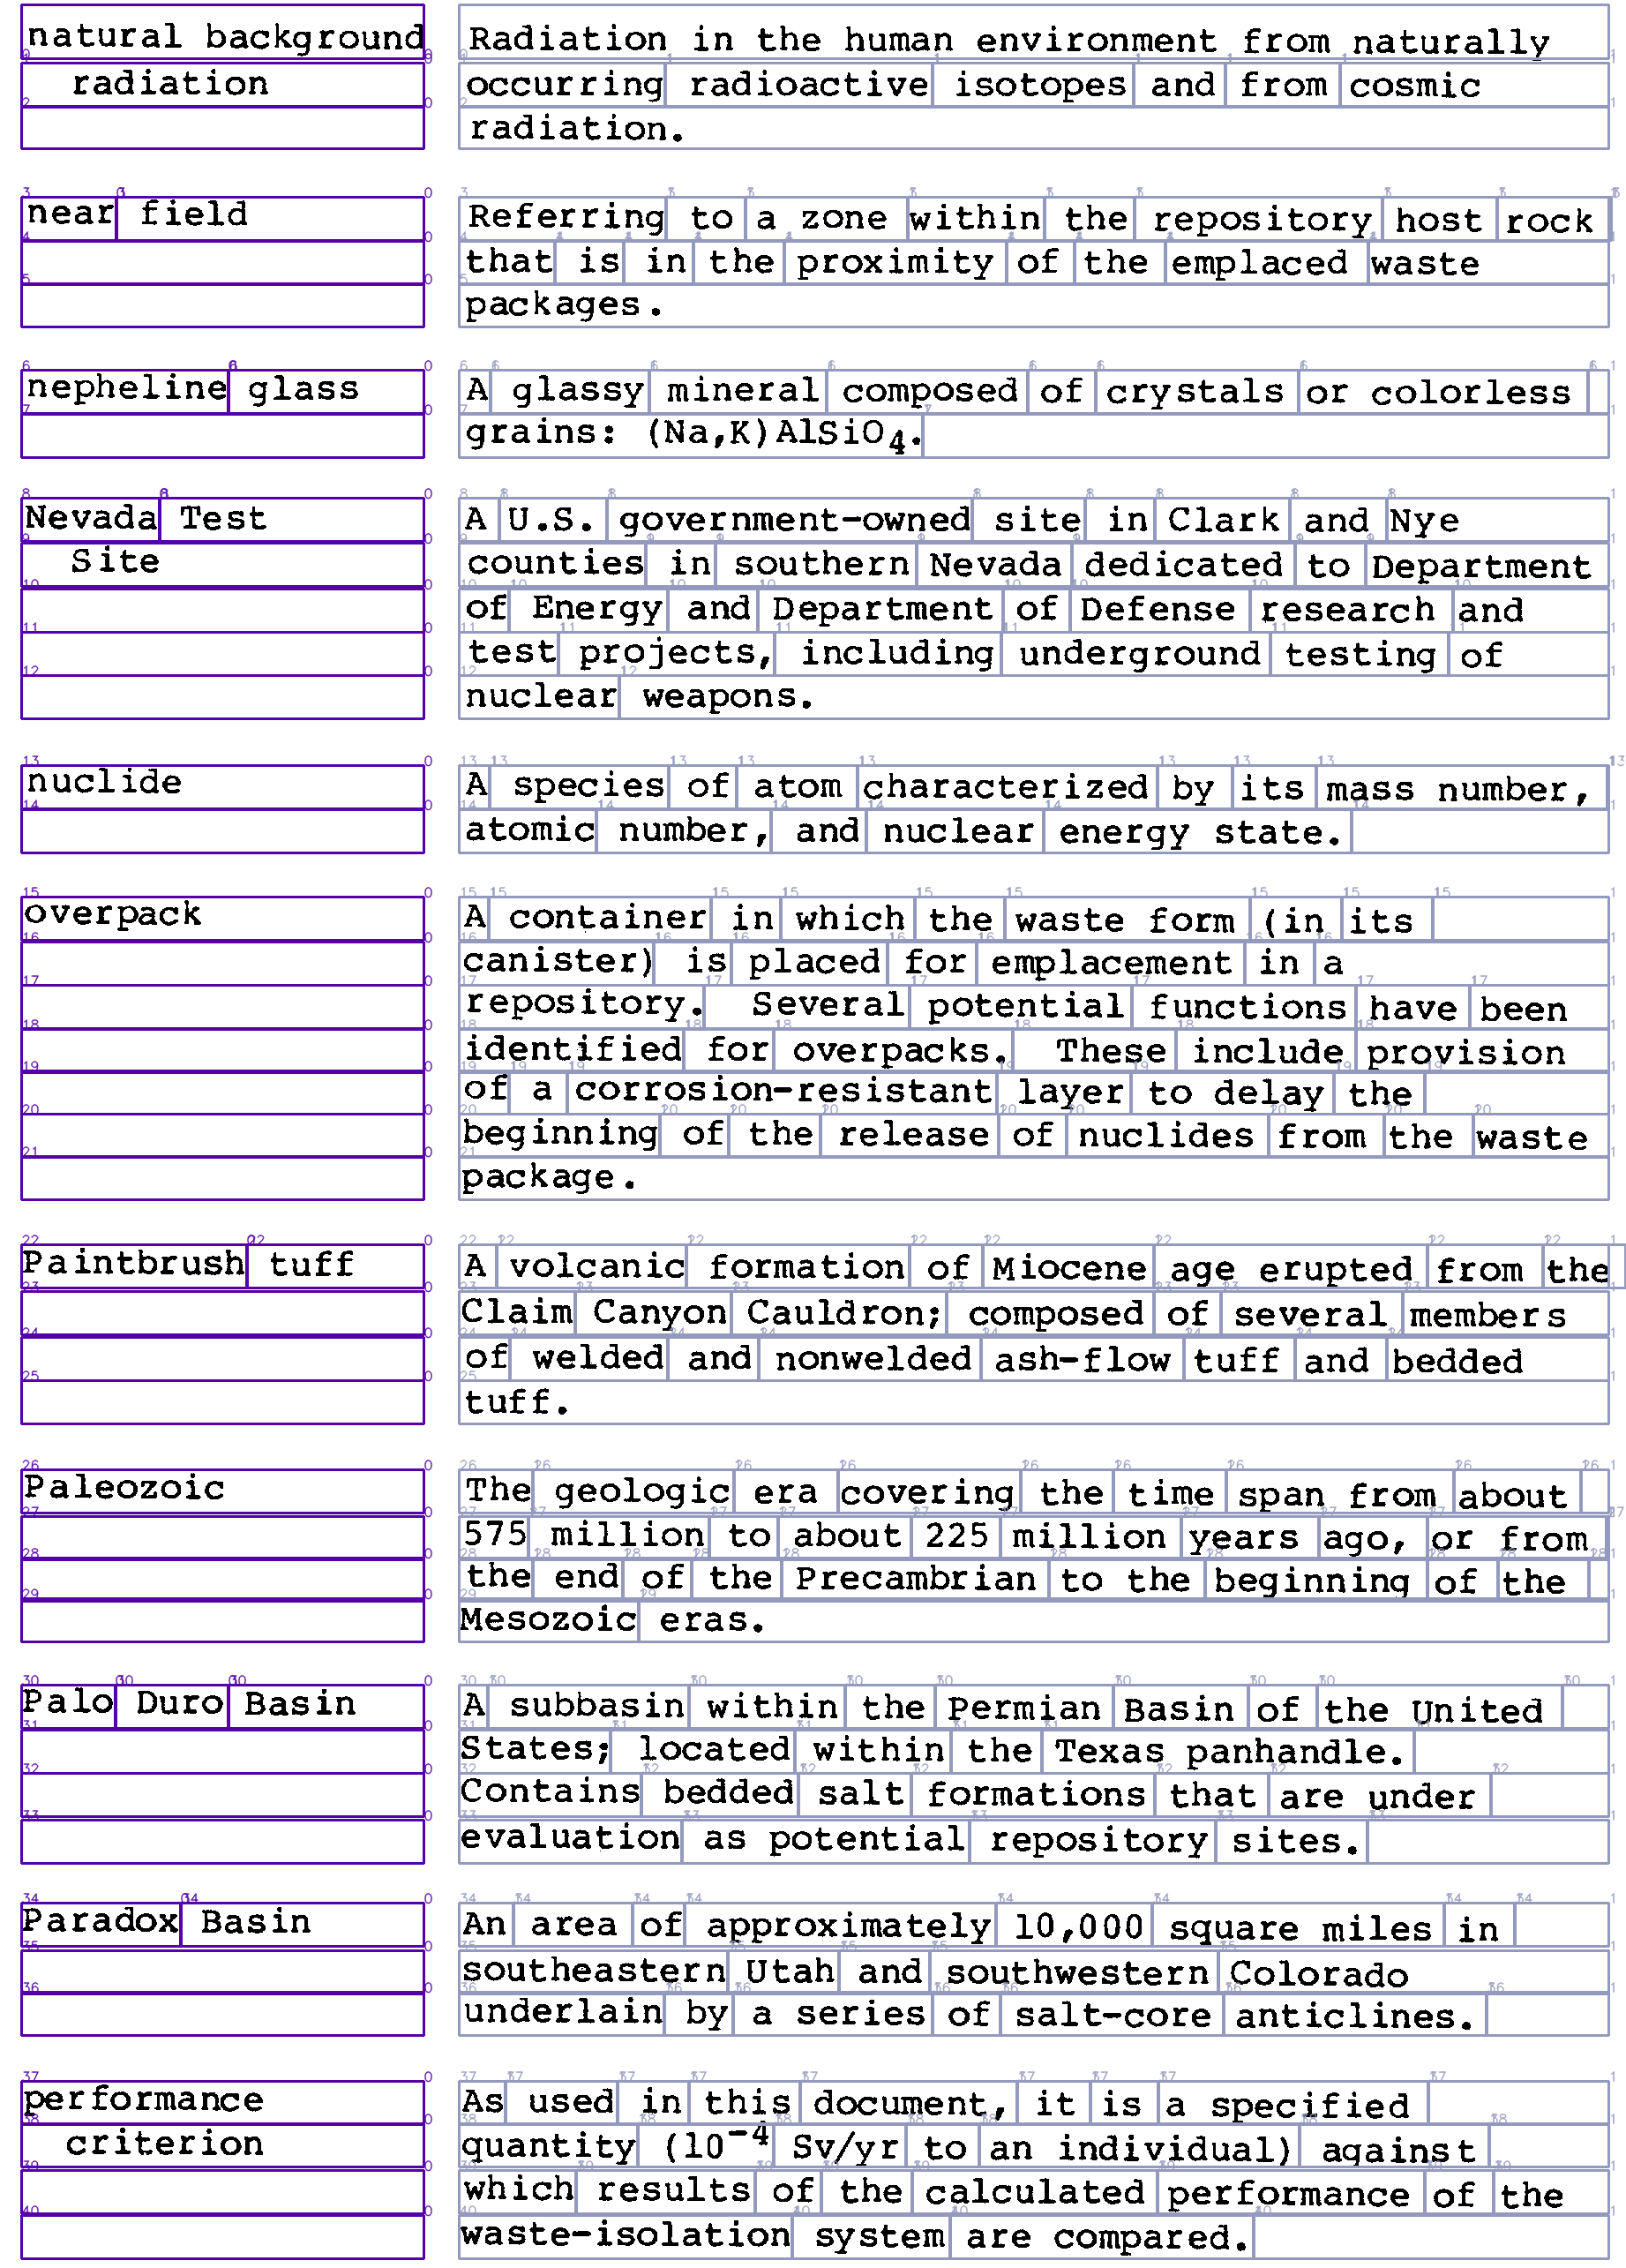 natural background Radiation in the human environment from naturally
radiation occurring radioactive isotopes and from cosmic
radiation.
near field Referring to a zone within the repository host rock
that is in the proximity of the emplaced waste
packages.
nepheline glass A glassy mineral composed of crystals or colorless
grains: (Na,K)AlSiO₄.
Nevada Test A U.S. government-owned site in Clark and Nye
Site counties in southern Nevada dedicated to Department
of Energy and Department of Defense research and
test projects, including underground testing of
nuclear weapons.
nuclide A species of atom characterized by its mass number,
atomic number, and nuclear energy state.
overpack A container in which the waste form (in its
canister) is placed for emplacement in a
repository. Several potential functions have been
identified for overpacks. These include provision
of a corrosion-resistant layer to delay the
beginning of the release of nuclides from the waste
package.
Paintbrush tuff A volcanic formation of Miocene age erupted from the
Claim Canyon Cauldron; composed of several members
of welded and nonwelded ash-flow tuff and bedded
tuff.
Paleozoic The geologic era covering the time span from about
575 million to about 225 million years ago, or from
the end of the Precambrian to the beginning of the
Mesozoic eras.
Palo Duro Basin A subbasin within the Permian Basin of the United
States; located within the Texas panhandle.
Contains bedded salt formations that are under
evaluation as potential repository sites.
Paradox Basin An area of approximately 10,000 square miles in
southeastern Utah and southwestern Colorado
underlain by a series of salt-core anticlines.
performance As used in this document, it is a specified
criterion quantity (10⁻⁴ Sv/yr to an individual) against
which results of the calculated performance of the
waste-isolation system are compared.